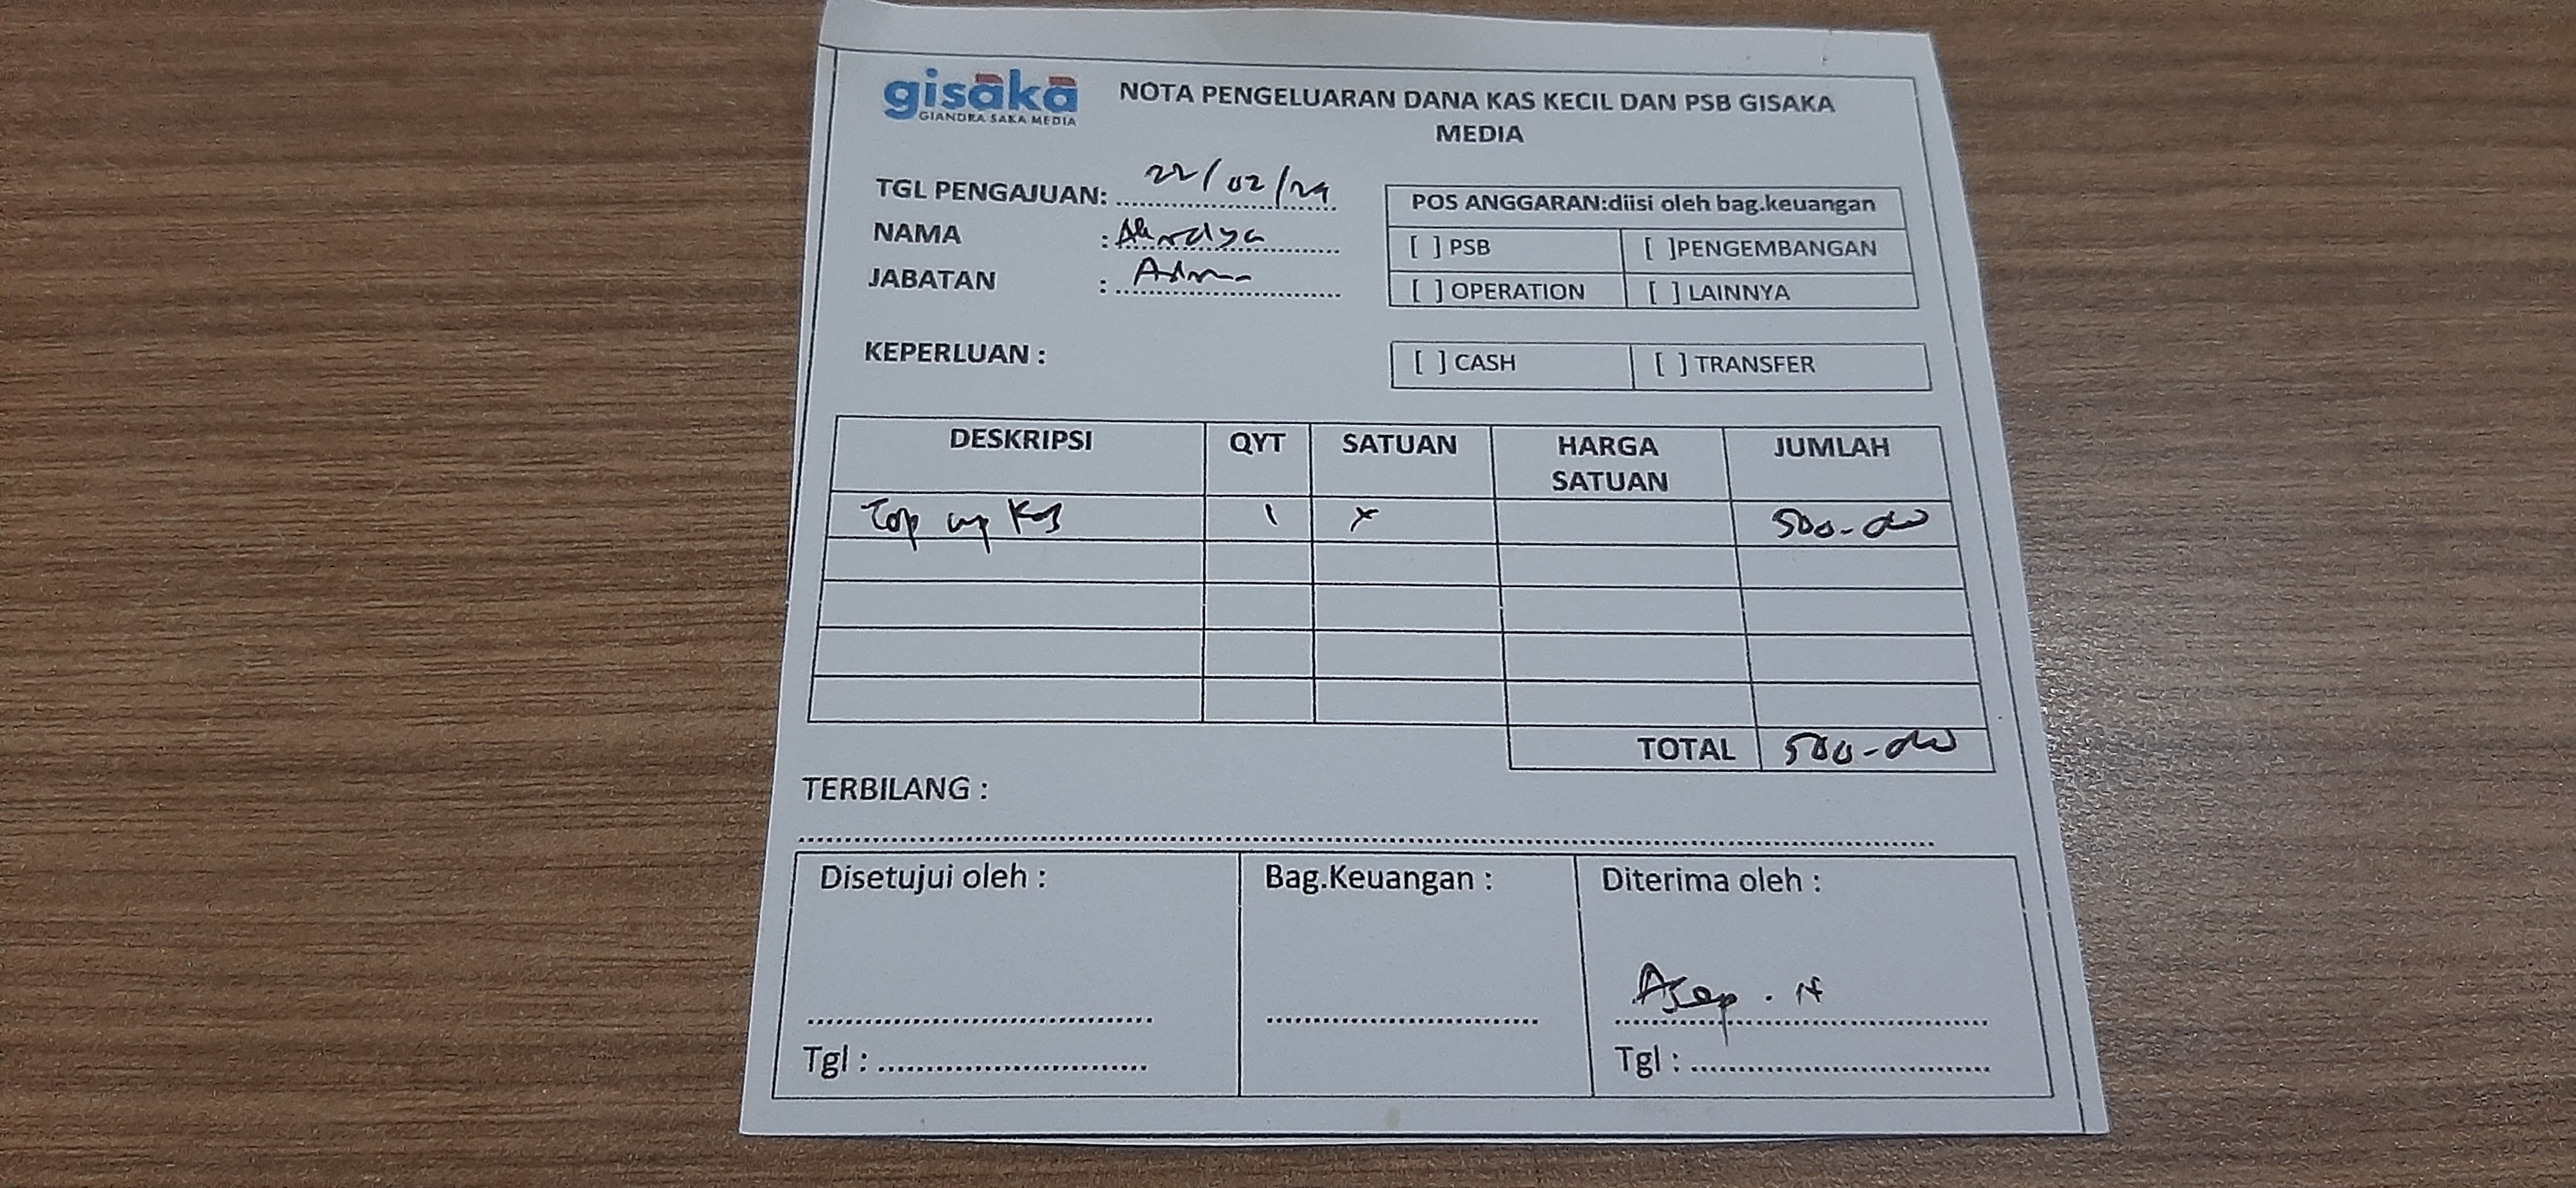 gisaka
GIANDRA SAKA MEDIA
NOTA PENGELUARAN DANA KAS KECIL DAN PSB GISAKA
MEDIA
TGL PENGAJUAN: 22/02/24
NAMA :
JABATAN : Admin
POS ANGGARAN:diisi oleh bag.keuangan
[ ] PSB [ ]PENGEMBANGAN
[ ] OPERATION [ ] LAINNYA
KEPERLUAN :
[ ] CASH [ ] TRANSFER
DESKRIPSI QYT SATUAN HARGA SATUAN JUMLAH
Top up Kas 1 x 500-000
TOTAL 500-000
TERBILANG :
Disetujui oleh : Bag.Keuangan : Diterima oleh :
Asep . N
Tgl : Tgl :